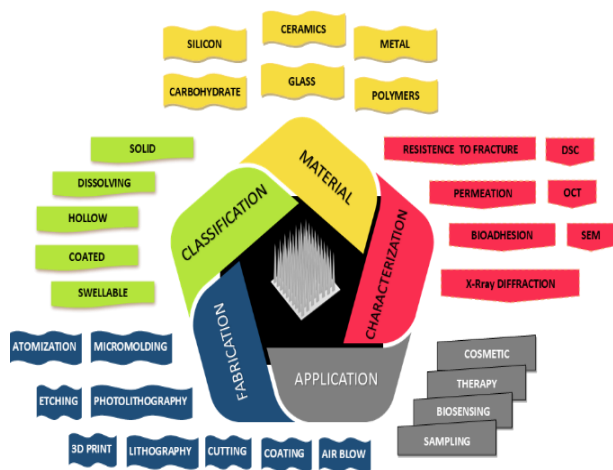 SILICON
CERAMICS
METAL
CARBOHYDRATE
GLASS
POLYMERS
SOLID
DISSOLVING
HOLLOW
COATED
SWELLABLE
CLASSIFICATION
MATERIAL
CHARACTERIZATION
FABRICATION
APPLICATION
RESISTENCE TO FRACTURE
DSC
PERMEATION
OCT
BIOADHESION
SEM
X-Rray DIFFRACTION
ATOMIZATION
MICROMOLDING
ETCHING
PHOTOLITHOGRAPHY
3D PRINT
LITHOGRAPHY
CUTTING
COATING
AIR BLOW
COSMETIC
THERAPY
BIOSENSING
SAMPLING